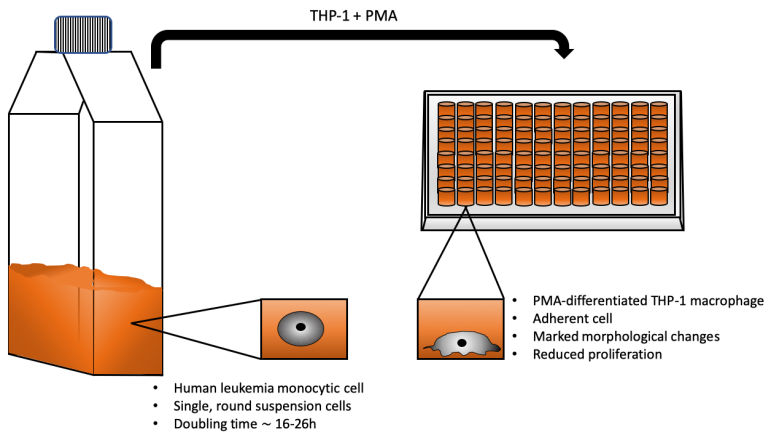 THP-1 + PMA
• PMA-differentiated THP-1 macrophage
• Adherent cell
• Marked morphological changes
• Reduced proliferation
• Human leukemia monocytic cell
• Single, round suspension cells
• Doubling time ~ 16-26h